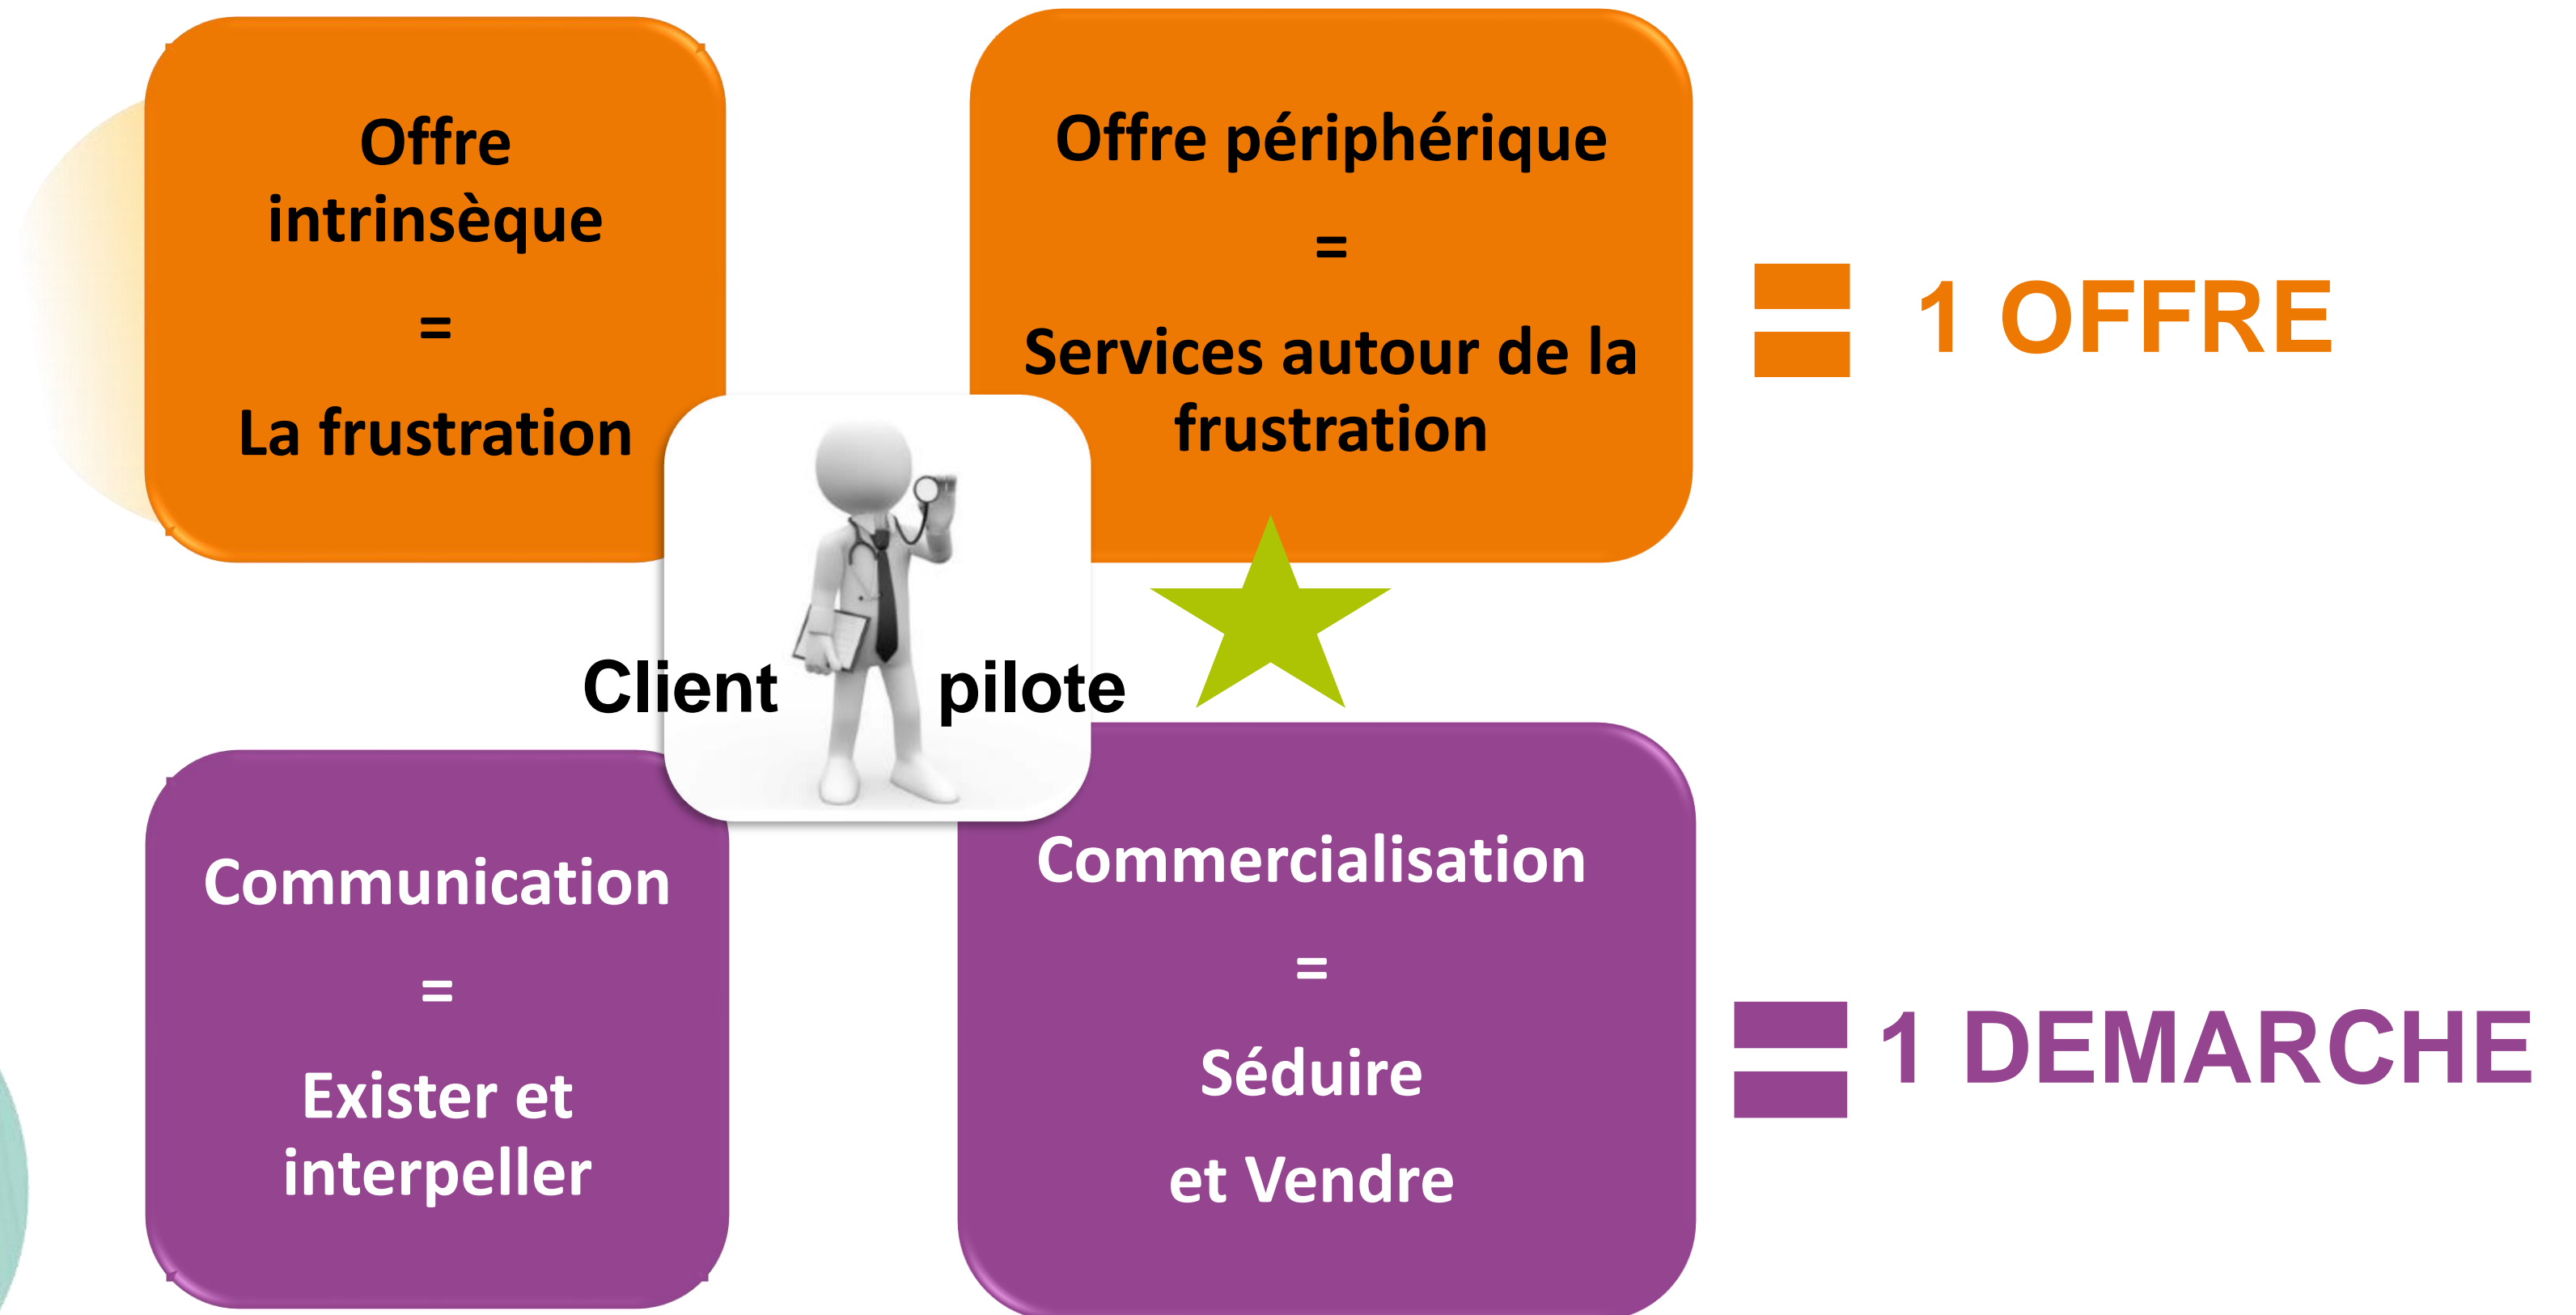 Offre
intrinsèque
=
La frustration
Offre périphérique
=
Services autour de la
frustration
1 OFFRE
Client pilote
Communication
=
Exister et
interpeller
Commercialisation
=
Séduire
et Vendre
1 DEMARCHE